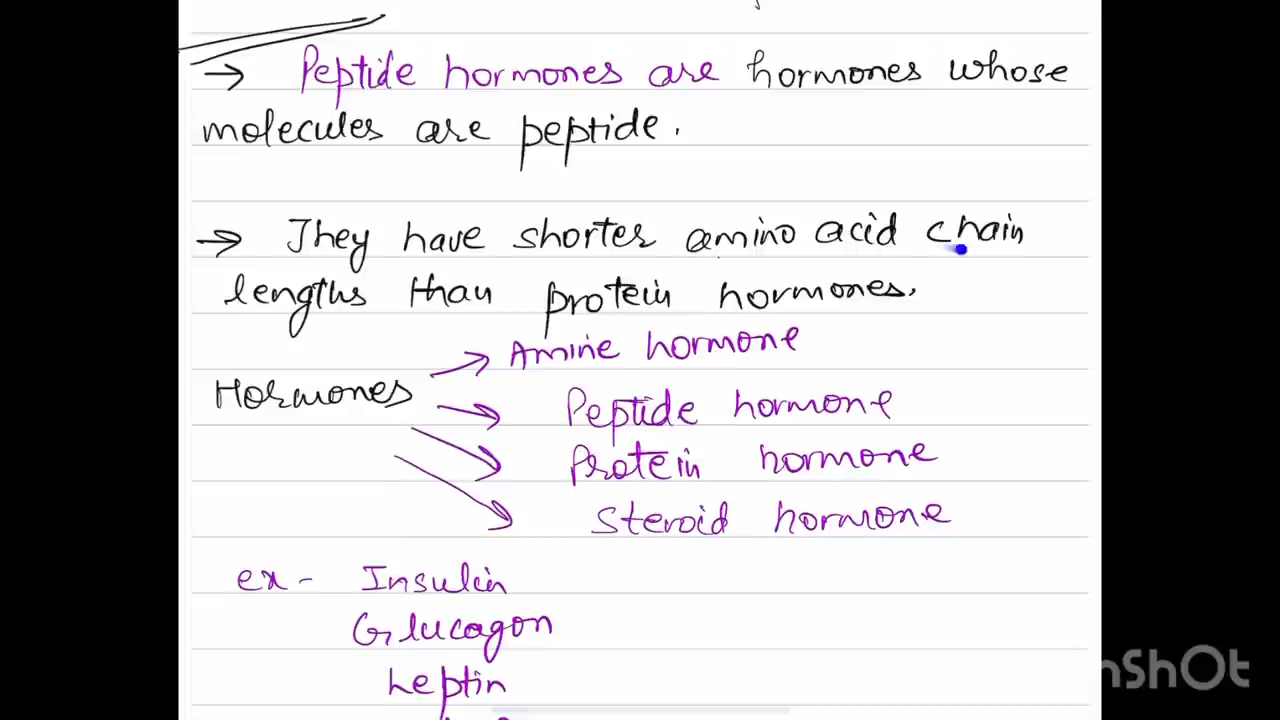 → Peptide hormones are hormones whose
molecules are peptide.
→ They have shorter amino acid chain
lengths than protein hormones.
Hormones → Amine hormone
→ Peptide hormone
→ Protein hormone
→ Steroid hormone
ex- Insulin
Glucagon
Leptin
nShOt